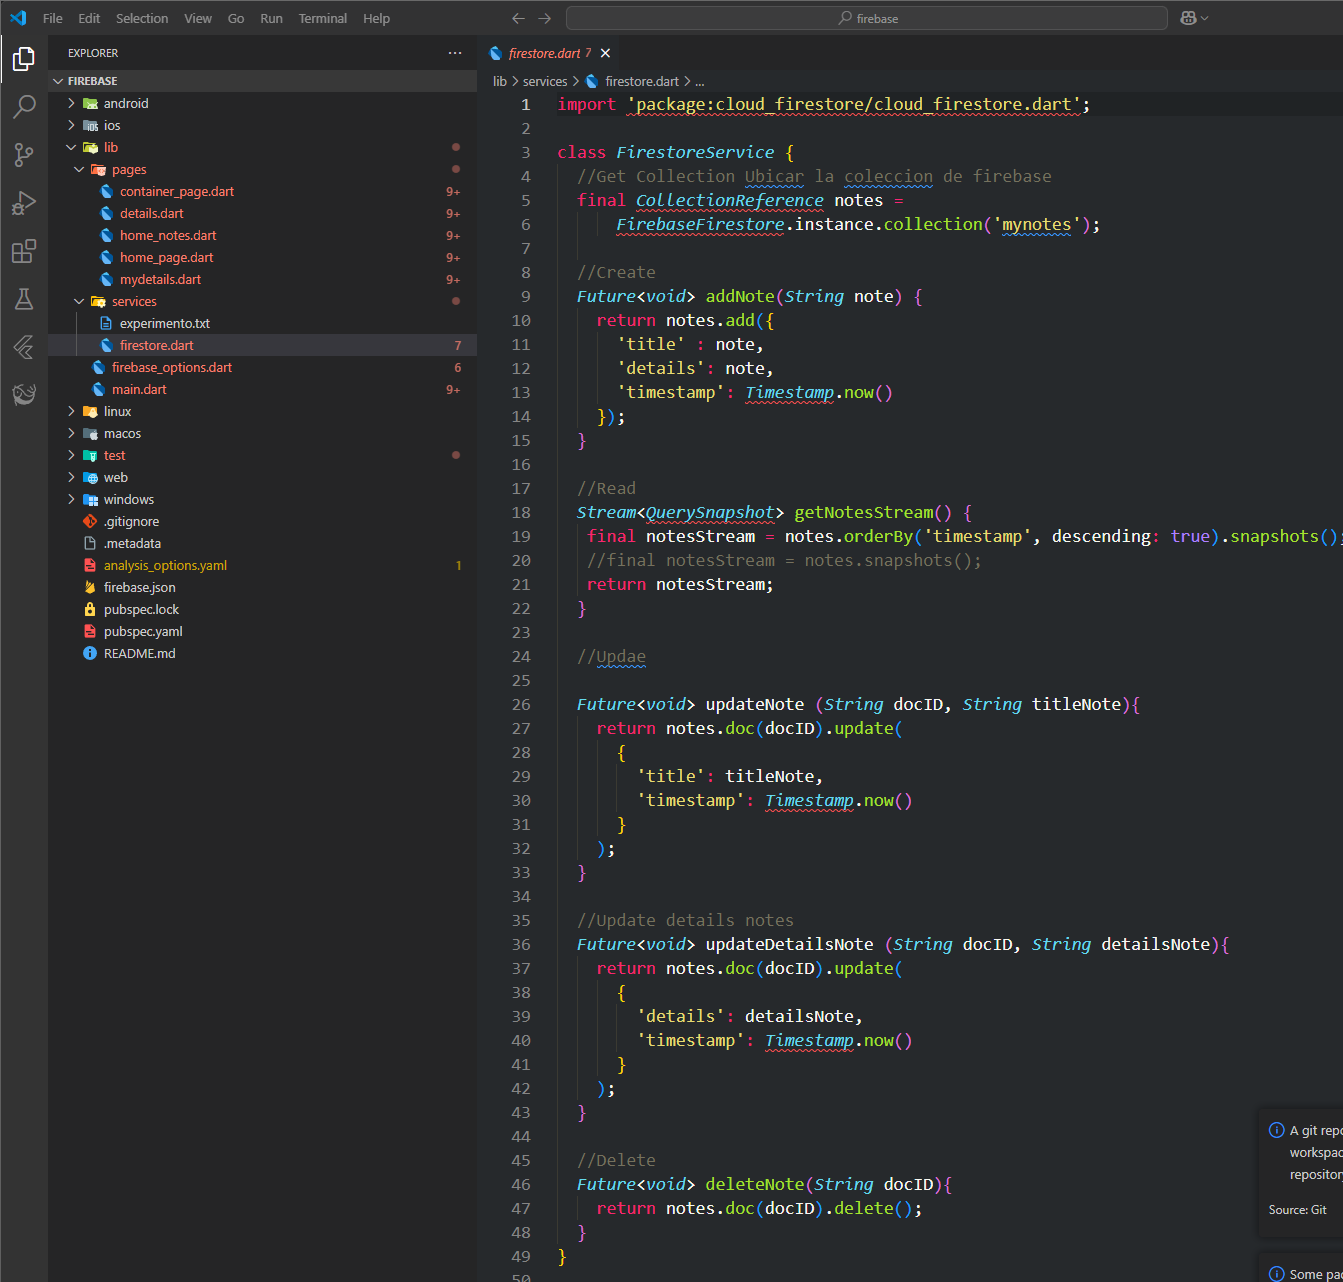 File Edit Selection View Go Run Terminal Help
firebase
EXPLORER
FIREBASE
android
ios
lib
pages
container_page.dart 9+
details.dart 9+
home_notes.dart 9+
home_page.dart 9+
mydetails.dart 9+
services
experimento.txt
firestore.dart 7
firebase_options.dart 6
main.dart 9+
linux
macos
test
web
windows
.gitignore
.metadata
analysis_options.yaml 1
firebase.json
pubspec.lock
pubspec.yaml
README.md
firestore.dart 7
lib > services > firestore.dart > ...
1 import 'package:cloud_firestore/cloud_firestore.dart';
2
3 class FirestoreService {
4 //Get Collection Ubicar la coleccion de firebase
5 final CollectionReference notes =
6 FirebaseFirestore.instance.collection('mynotes');
7
8 //Create
9 Future<void> addNote(String note) {
10 return notes.add({
11 'title' : note,
12 'details': note,
13 'timestamp': Timestamp.now()
14 });
15 }
16
17 //Read
18 Stream<QuerySnapshot> getNotesStream() {
19 final notesStream = notes.orderBy('timestamp', descending: true).snapshots();
20 //final notesStream = notes.snapshots();
21 return notesStream;
22 }
23
24 //Updae
25
26 Future<void> updateNote (String docID, String titleNote){
27 return notes.doc(docID).update(
28 {
29 'title': titleNote,
30 'timestamp': Timestamp.now()
31 }
32 );
33 }
34
35 //Update details notes
36 Future<void> updateDetailsNote (String docID, String detailsNote){
37 return notes.doc(docID).update(
38 {
39 'details': detailsNote,
40 'timestamp': Timestamp.now()
41 }
42 );
43 }
44
45 //Delete
46 Future<void> deleteNote(String docID){
47 return notes.doc(docID).delete();
48 }
49 }
50
A git
Source: Git
Some